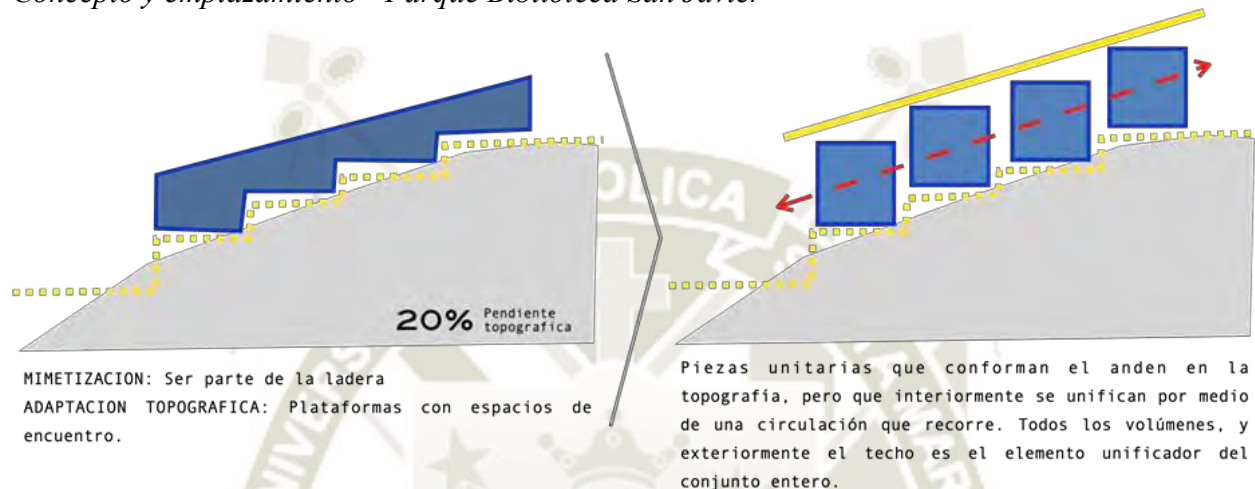 Concepto y emplazamiento - Parque Biblioteca San Javier
20% Pendiente
topografica
MIMETIZACION: Ser parte de la ladera
ADAPTACION TOPOGRAFICA: Plataformas con espacios de
encuentro.
Piezas unitarias que conforman el anden en la
topografía, pero que interiormente se unifican por medio
de una circulación que recorre. Todos los volúmenes, y
exteriormente el techo es el elemento unificador del
conjunto entero.